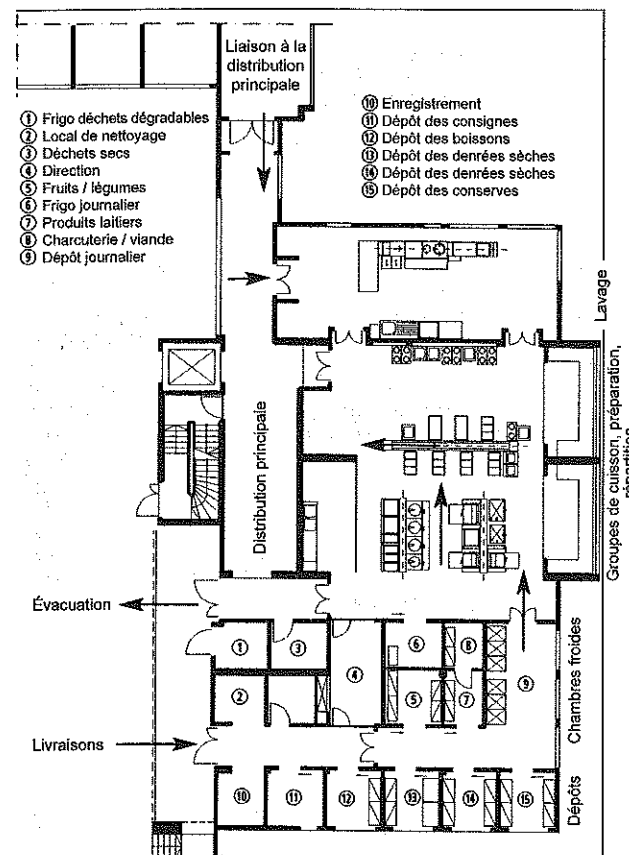 Liaison à la
distribution
principale
① Frigo déchets dégradables
② Local de nettoyage
③ Déchets secs
④ Direction
⑤ Fruits / légumes
⑥ Frigo journalier
⑦ Produits laitiers
⑧ Charcuterie / viande
⑨ Dépôt journalier
⑩ Enregistrement
⑪ Dépôt des consignes
⑫ Dépôt des boissons
⑬ Dépôt des denrées sèches
⑭ Dépôt des denrées sèches
⑮ Dépôt des conserves
Lavage
Groupes de cuisson, préparation,
répartition
Distribution principale
Évacuation
① ③ ④ ⑥ ⑧ ⑨
② ⑤ ⑦
Chambres froides
Livraisons
⑩ ⑪ ⑫ ⑬ ⑭ ⑮
Dépôts